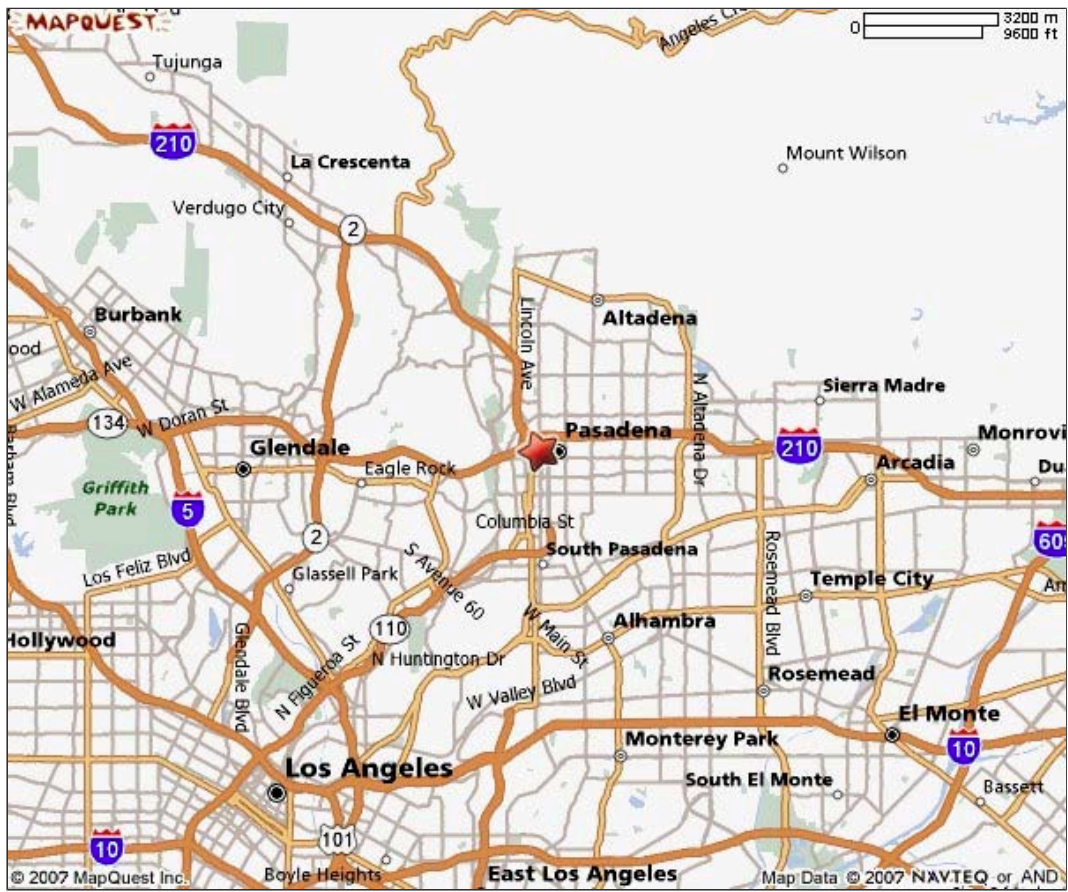 MAPQUEST
3200 m
0
9600 ft
Angeles Cr
Tujunga
210
La Crescenta
Mount Wilson
Verdugo City
2
Burbank
Altadena
Lincoln Ave
ood
W Alameda Ave
Sierra Madre
134
W Doran St
N Altadena Dr
Pasadena
Glendale
210
Monrovi
Eagle Rock
Arcadia
Du
Griffith
Park
5
Barham Blvd
Columbia St
2
South Pasadena
605
Los Feliz Blvd
Glassell Park
S Avenue 60
Rosemead Blvd
Temple City
Am
Hollywood
110
W Main St
Alhambra
Glendale Blvd
N Figueroa St
N Huntington Dr
Rosemead
W Valley Blvd
El Monte
Monterey Park
10
Los Angeles
South El Monte
Bassett
101
10
Boyle Heights
East Los Angeles
© 2007 MapQuest Inc.
Map Data © 2007 NAVTEQ or AND